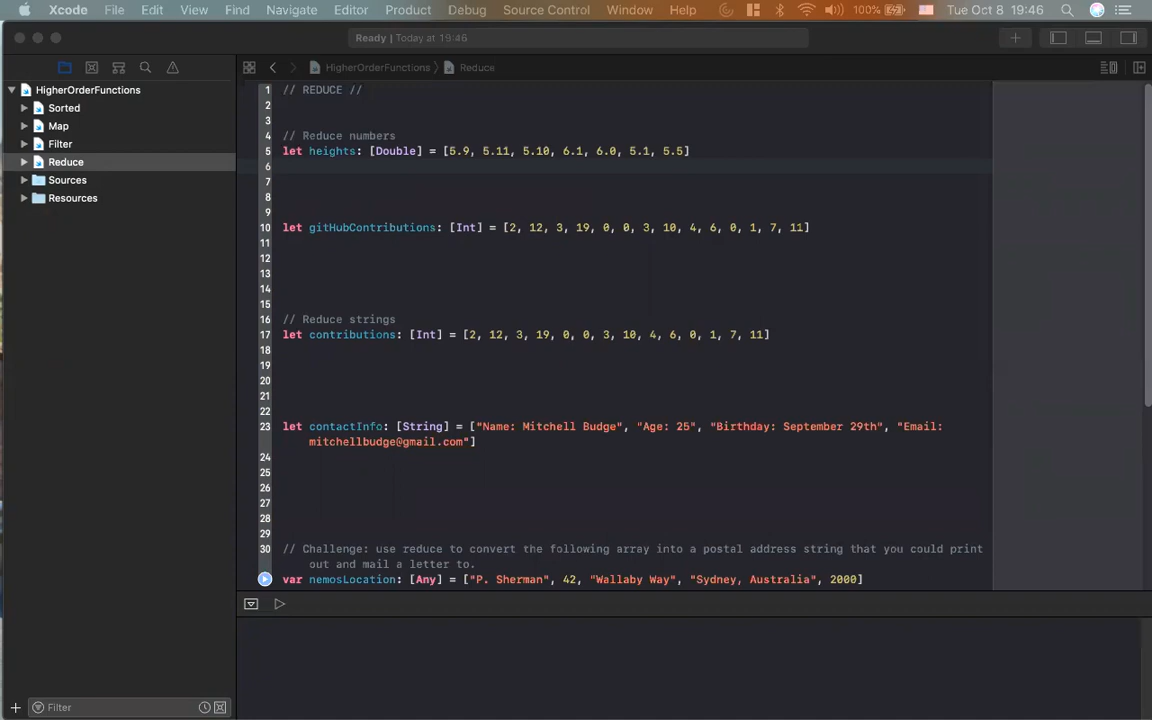 Xcode File Edit View Find Navigate Editor Product Debug Source Control Window Help 100% Tue Oct 8 19:46
Ready | Today at 19:46
HigherOrderFunctions Reduce
HigherOrderFunctions
Sorted
Map
Filter
Reduce
Sources
Resources
1 // REDUCE //
2
3
4 // Reduce numbers
5 let heights: [Double] = [5.9, 5.11, 5.10, 6.1, 6.0, 5.1, 5.5]
6
7
8
9
10 let gitHubContributions: [Int] = [2, 12, 3, 19, 0, 0, 3, 10, 4, 6, 0, 1, 7, 11]
11
12
13
14
15
16 // Reduce strings
17 let contributions: [Int] = [2, 12, 3, 19, 0, 0, 3, 10, 4, 6, 0, 1, 7, 11]
18
19
20
21
22
23 let contactInfo: [String] = ["Name: Mitchell Budge", "Age: 25", "Birthday: September 29th", "Email:
mitchellbudge@gmail.com"]
24
25
26
27
28
29
30 // Challenge: use reduce to convert the following array into a postal address string that you could print
out and mail a letter to.
var nemosLocation: [Any] = ["P. Sherman", 42, "Wallaby Way", "Sydney, Australia", 2000]
Filter